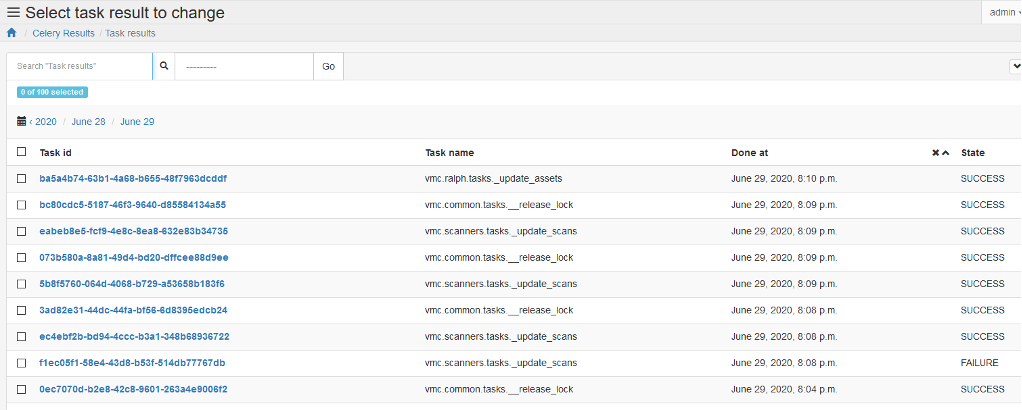 Select task result to change
admin
Celery Results / Task results
Search "Task results"
---------
Go
0 of 100 selected
‹ 2020 / June 28 / June 29
Task id Task name Done at State
ba5a4b74-63b1-4a68-b655-48f7963dcddf vmc.ralph.tasks._update_assets June 29, 2020, 8:10 p.m. SUCCESS
bc80cdc5-5187-46f3-9640-d85584134a55 vmc.common.tasks.__release_lock June 29, 2020, 8:09 p.m. SUCCESS
eabeb8e5-fcf9-4e8c-8ea8-632e83b34735 vmc.scanners.tasks._update_scans June 29, 2020, 8:09 p.m. SUCCESS
073b580a-8a81-49d4-bd20-dffcee88d9ee vmc.common.tasks.__release_lock June 29, 2020, 8:09 p.m. SUCCESS
5b8f5760-064d-4068-b729-a53658b183f6 vmc.scanners.tasks._update_scans June 29, 2020, 8:09 p.m. SUCCESS
3ad82e31-44dc-44fa-bf56-6d8395edcb24 vmc.common.tasks.__release_lock June 29, 2020, 8:08 p.m. SUCCESS
ec4ebf2b-bd94-4ccc-b3a1-348b68936722 vmc.scanners.tasks._update_scans June 29, 2020, 8:08 p.m. SUCCESS
f1ec05f1-58e4-43d8-b53f-514db77767db vmc.scanners.tasks._update_scans June 29, 2020, 8:08 p.m. FAILURE
0ec7070d-b2e8-42c8-9601-263a4e9006f2 vmc.common.tasks.__release_lock June 29, 2020, 8:04 p.m. SUCCESS